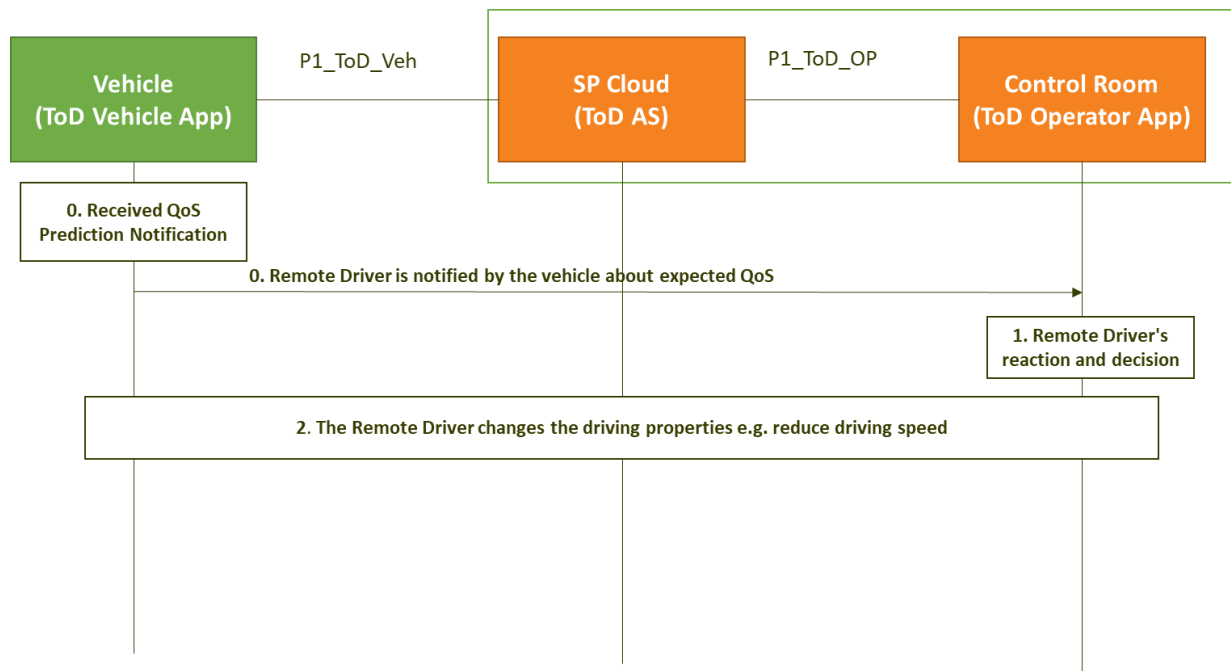 Vehicle
(ToD Vehicle App)
P1_ToD_Veh
SP Cloud
(ToD AS)
P1_ToD_OP
Control Room
(ToD Operator App)
0. Received QoS
Prediction Notification
0. Remote Driver is notified by the vehicle about expected QoS
1. Remote Driver's
reaction and decision
2. The Remote Driver changes the driving properties e.g. reduce driving speed